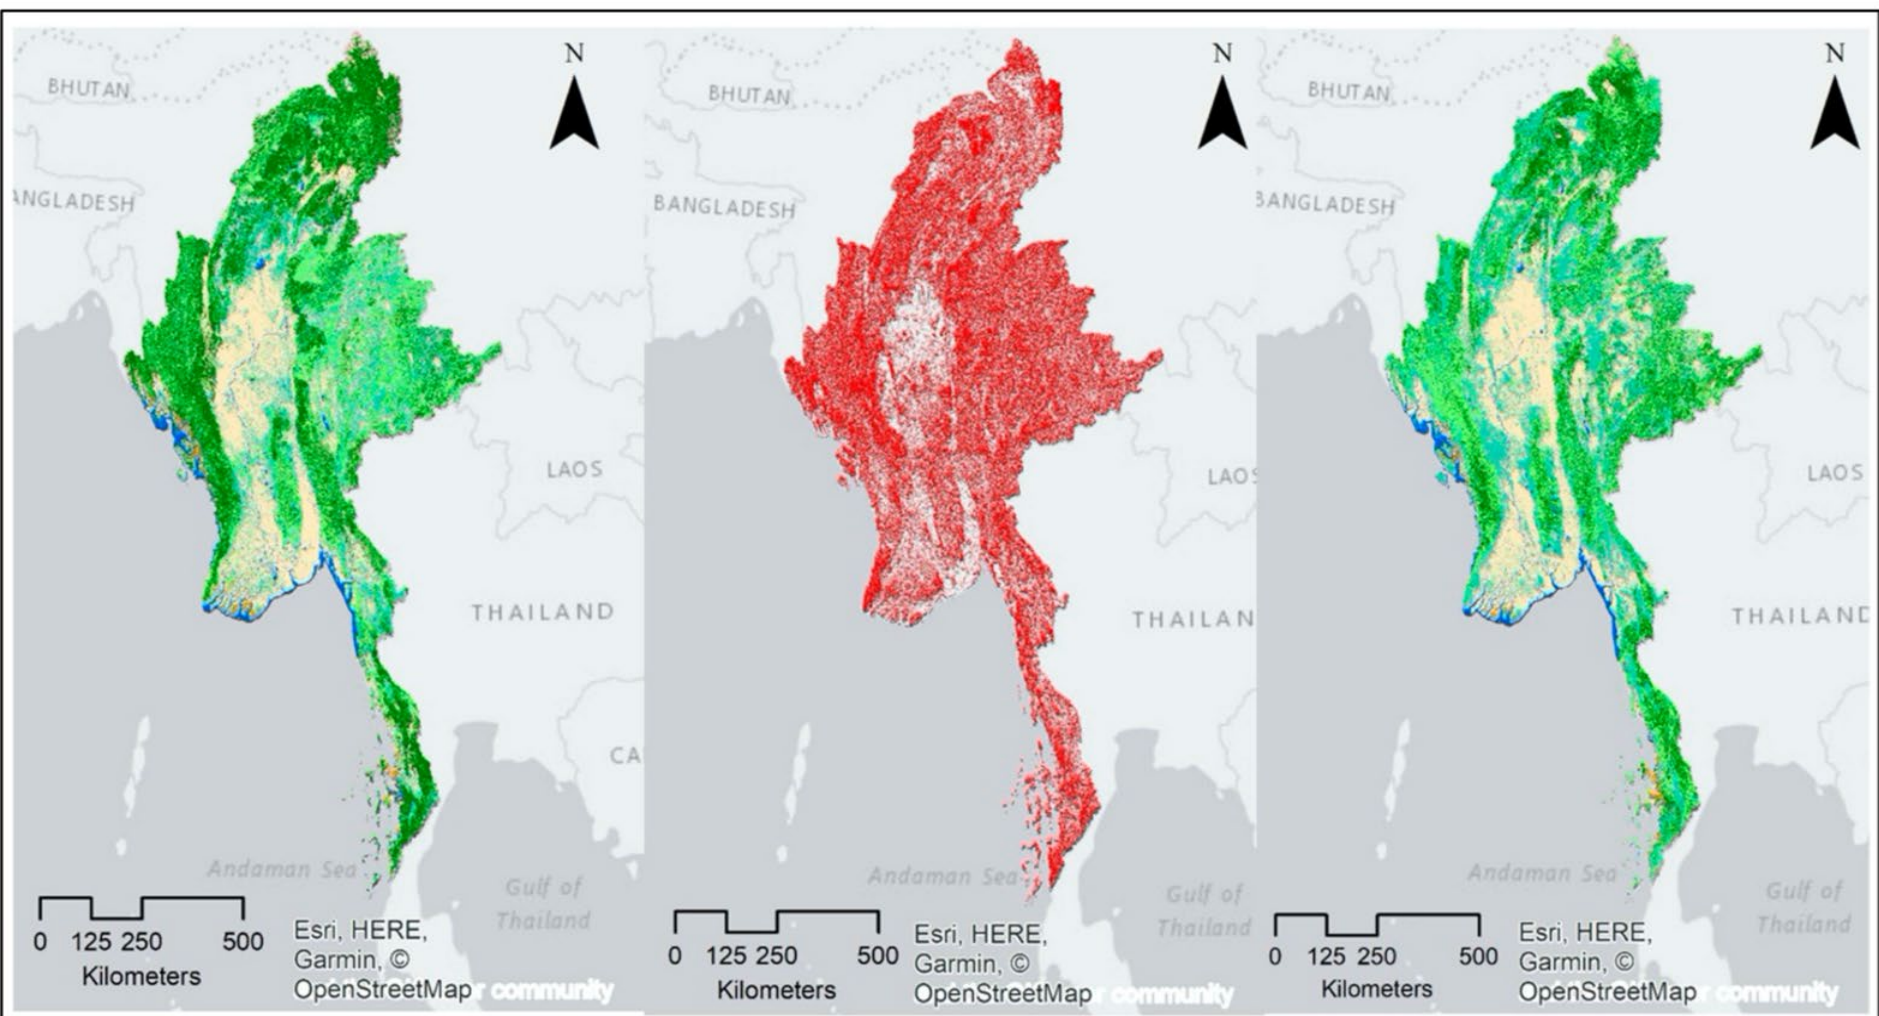 N
BHUTAN
ANGLADESH
LAOS
THAILAND
CA
Andaman Sea
Gulf of
Thailand
0 125 250 500
Kilometers
Esri, HERE,
Garmin, ©
OpenStreetMap r community
N
BHUTAN
BANGLADESH
LAOS
THAILAN
Andaman Sea
Gulf of
Thailand
0 125 250 500
Kilometers
Esri, HERE,
Garmin, ©
OpenStreetMap r community
N
BHUTAN
BANGLADESH
LAOS
THAILAND
Andaman Sea
Gulf of
Thailand
0 125 250 500
Kilometers
Esri, HERE,
Garmin, ©
OpenStreetMap r community